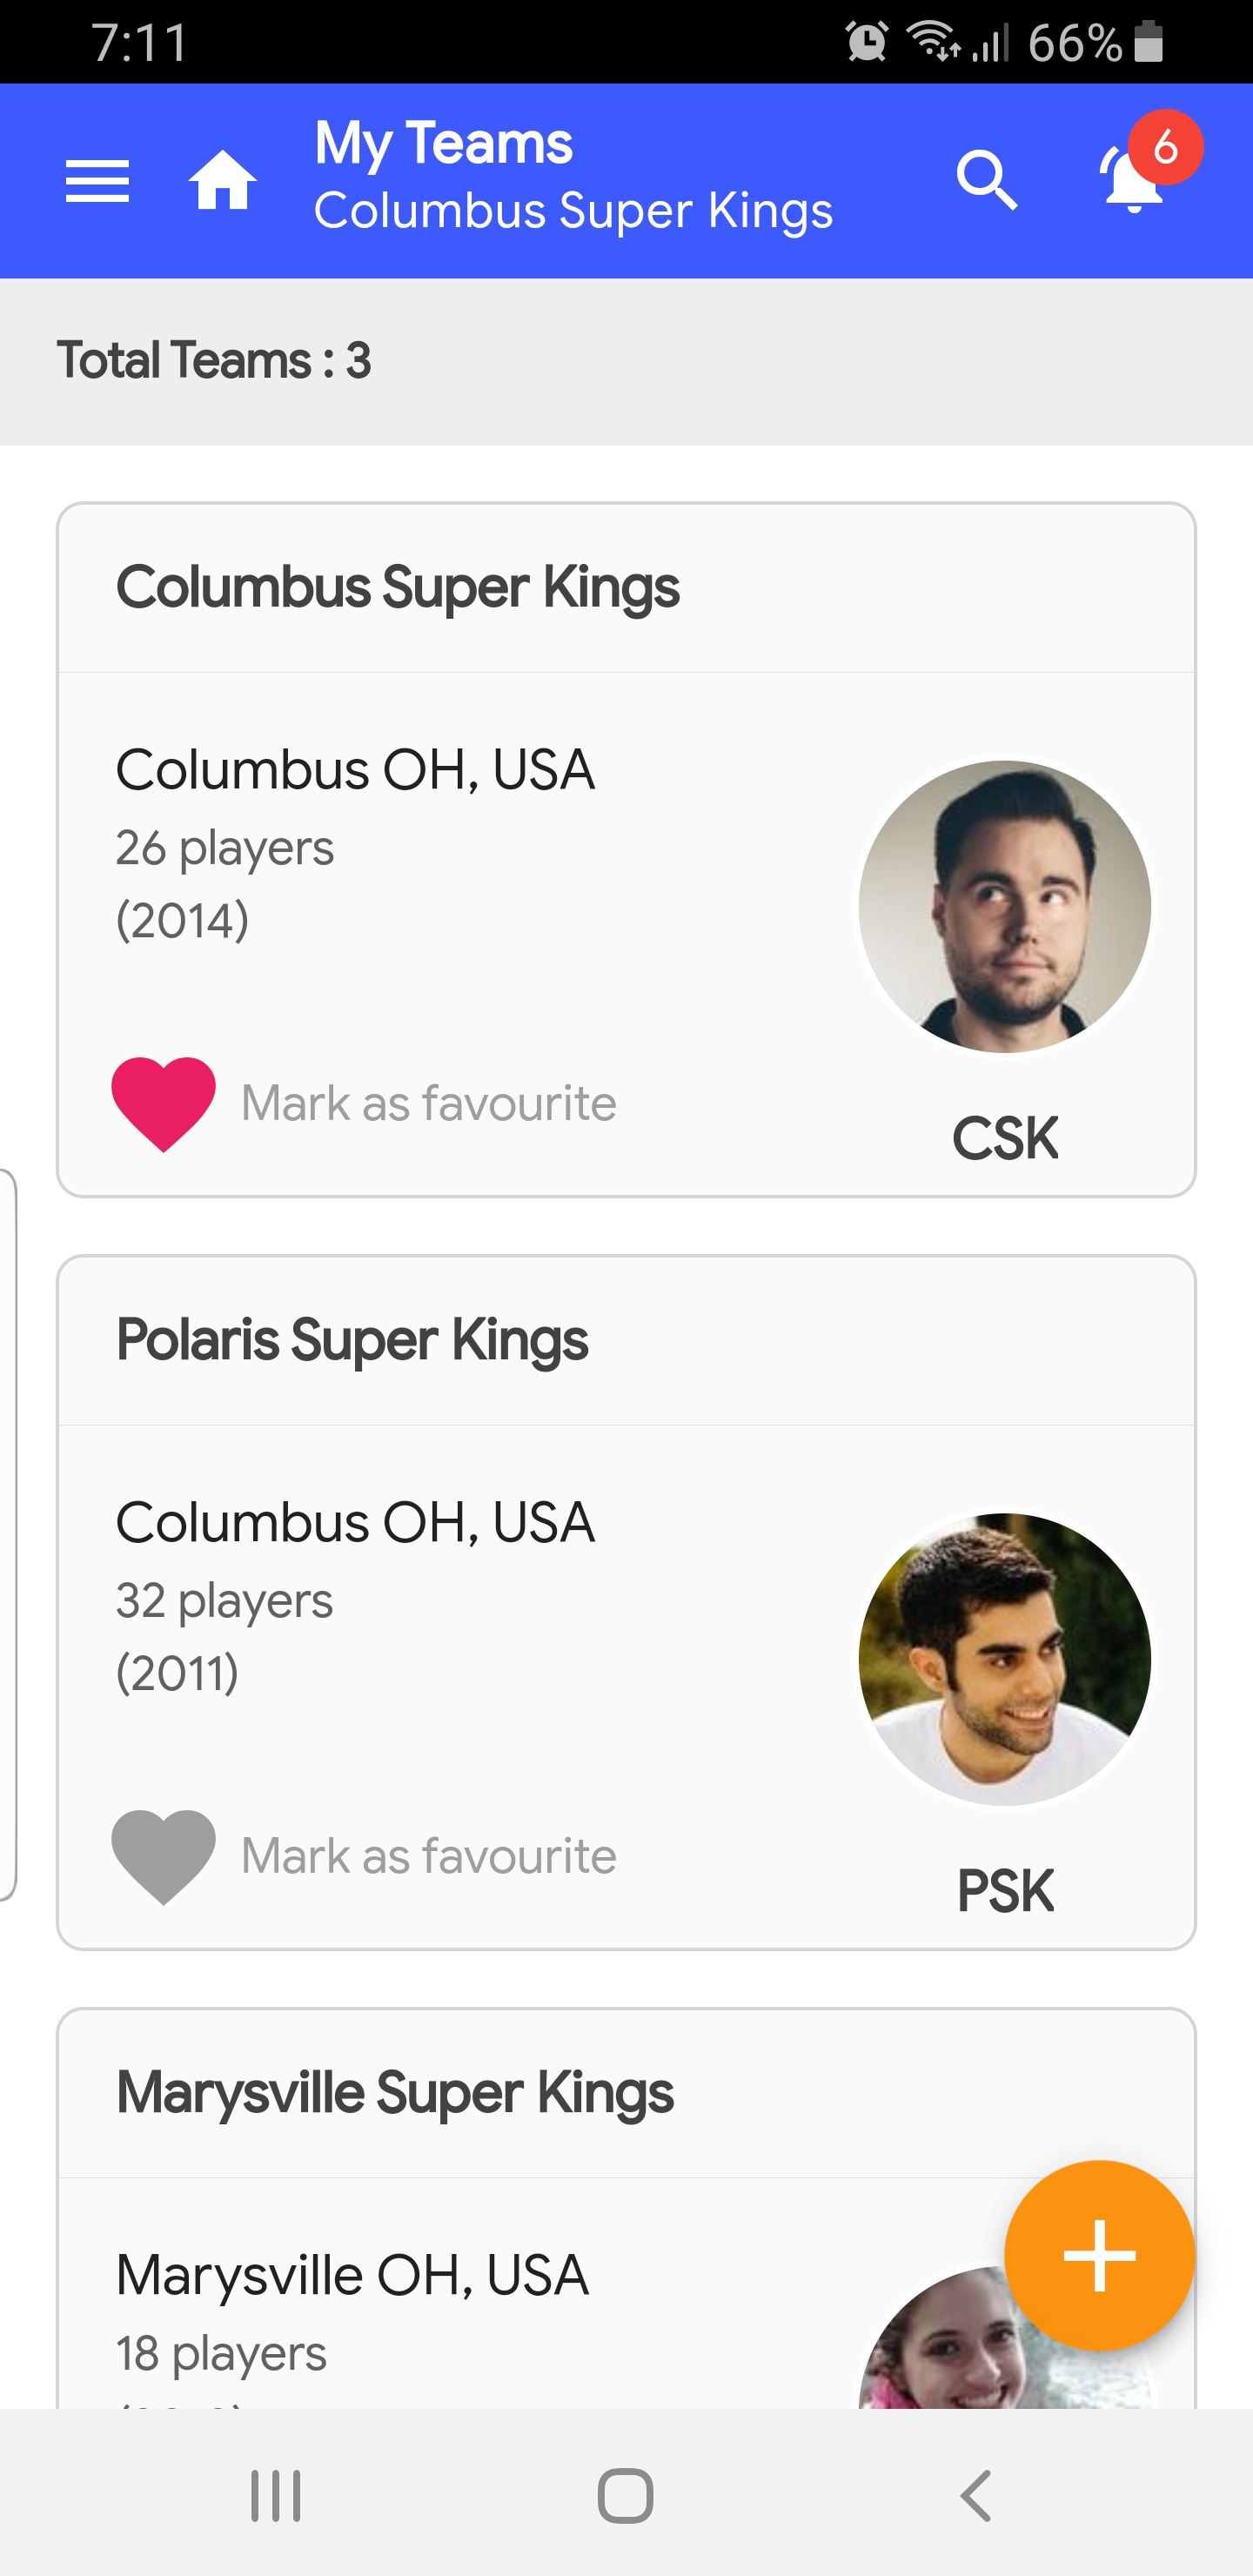 7:11 66%
My Teams
Columbus Super Kings
6
Total Teams : 3
Columbus Super Kings
Columbus OH, USA
26 players
(2014)
Mark as favourite
CSK
Polaris Super Kings
Columbus OH, USA
32 players
(2011)
Mark as favourite
PSK
Marysville Super Kings
Marysville OH, USA
18 players